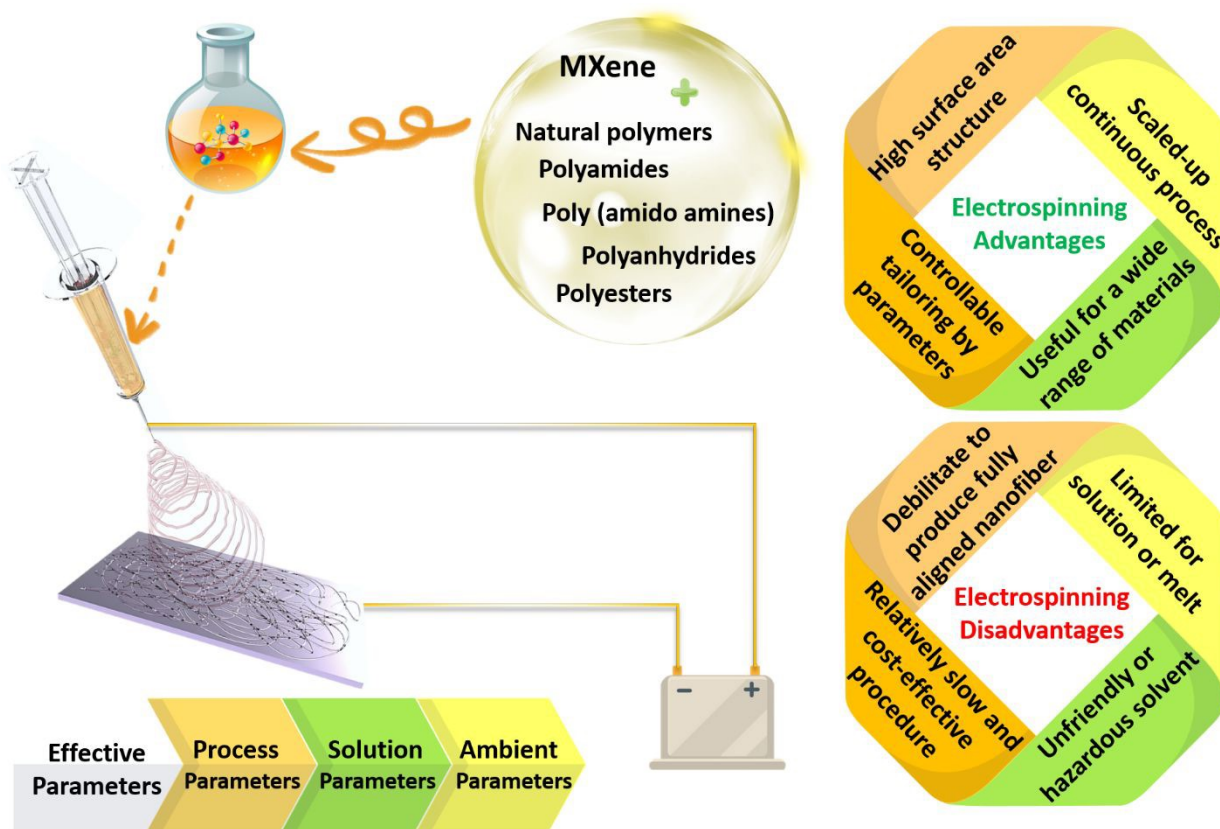 MXene
Natural polymers
Polyamides
Poly (amido amines)
Polyanhydrides
Polyesters
High surface area
structure
Scaled-up
continuous process
Electrospinning
Advantages
Controllable
tailoring by
parameters
Useful for a wide
range of materials
Debilitate to
produce fully
aligned nanofiber
Limited for
solution or melt
Electrospinning
Disadvantages
Relatively slow and
cost-effective
procedure
Unfriendly or
hazardous solvent
Effective
Parameters
Process
Parameters
Solution
Parameters
Ambient
Parameters